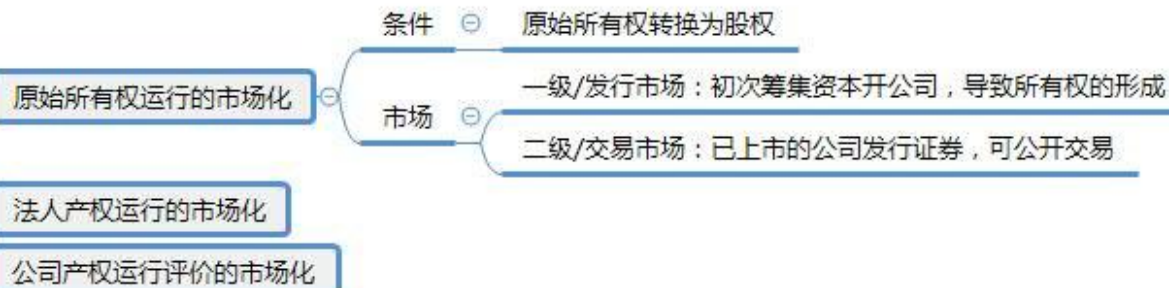 条件
原始所有权转换为股权
原始所有权运行的市场化
市场
一级/发行市场：初次筹集资本开公司，导致所有权的形成
二级/交易市场：已上市的公司发行证券，可公开交易
法人产权运行的市场化
公司产权运行评价的市场化